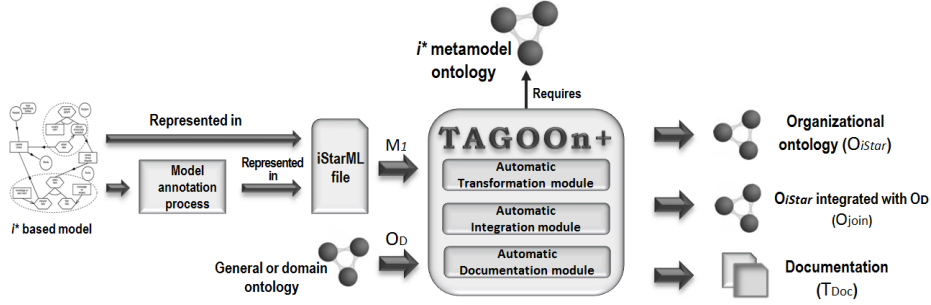 i* metamodel
ontology
Requires
Represented in
TAGOOn+
iStarML
file
M1
Model
annotation
process
Represented
in
i* based model
Automatic
Transformation module
Automatic
Integration module
Automatic
Documentation module
General or domain
ontology
OD
Organizational
ontology (OiStar)
OiStar integrated with OD
(Ojoin)
Documentation
(TDoc)